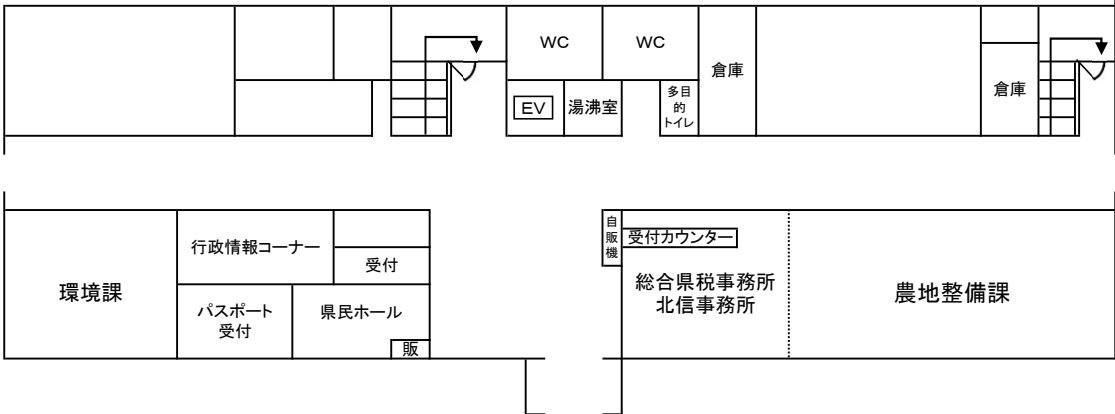 WC
WC
倉庫
EV
湯沸室
多目
的
トイレ
倉庫
行政情報コーナー
受付
環境課
パスポート
受付
県民ホール
販
自
販
機
受付カウンター
総合県税事務所
北信事務所
農地整備課